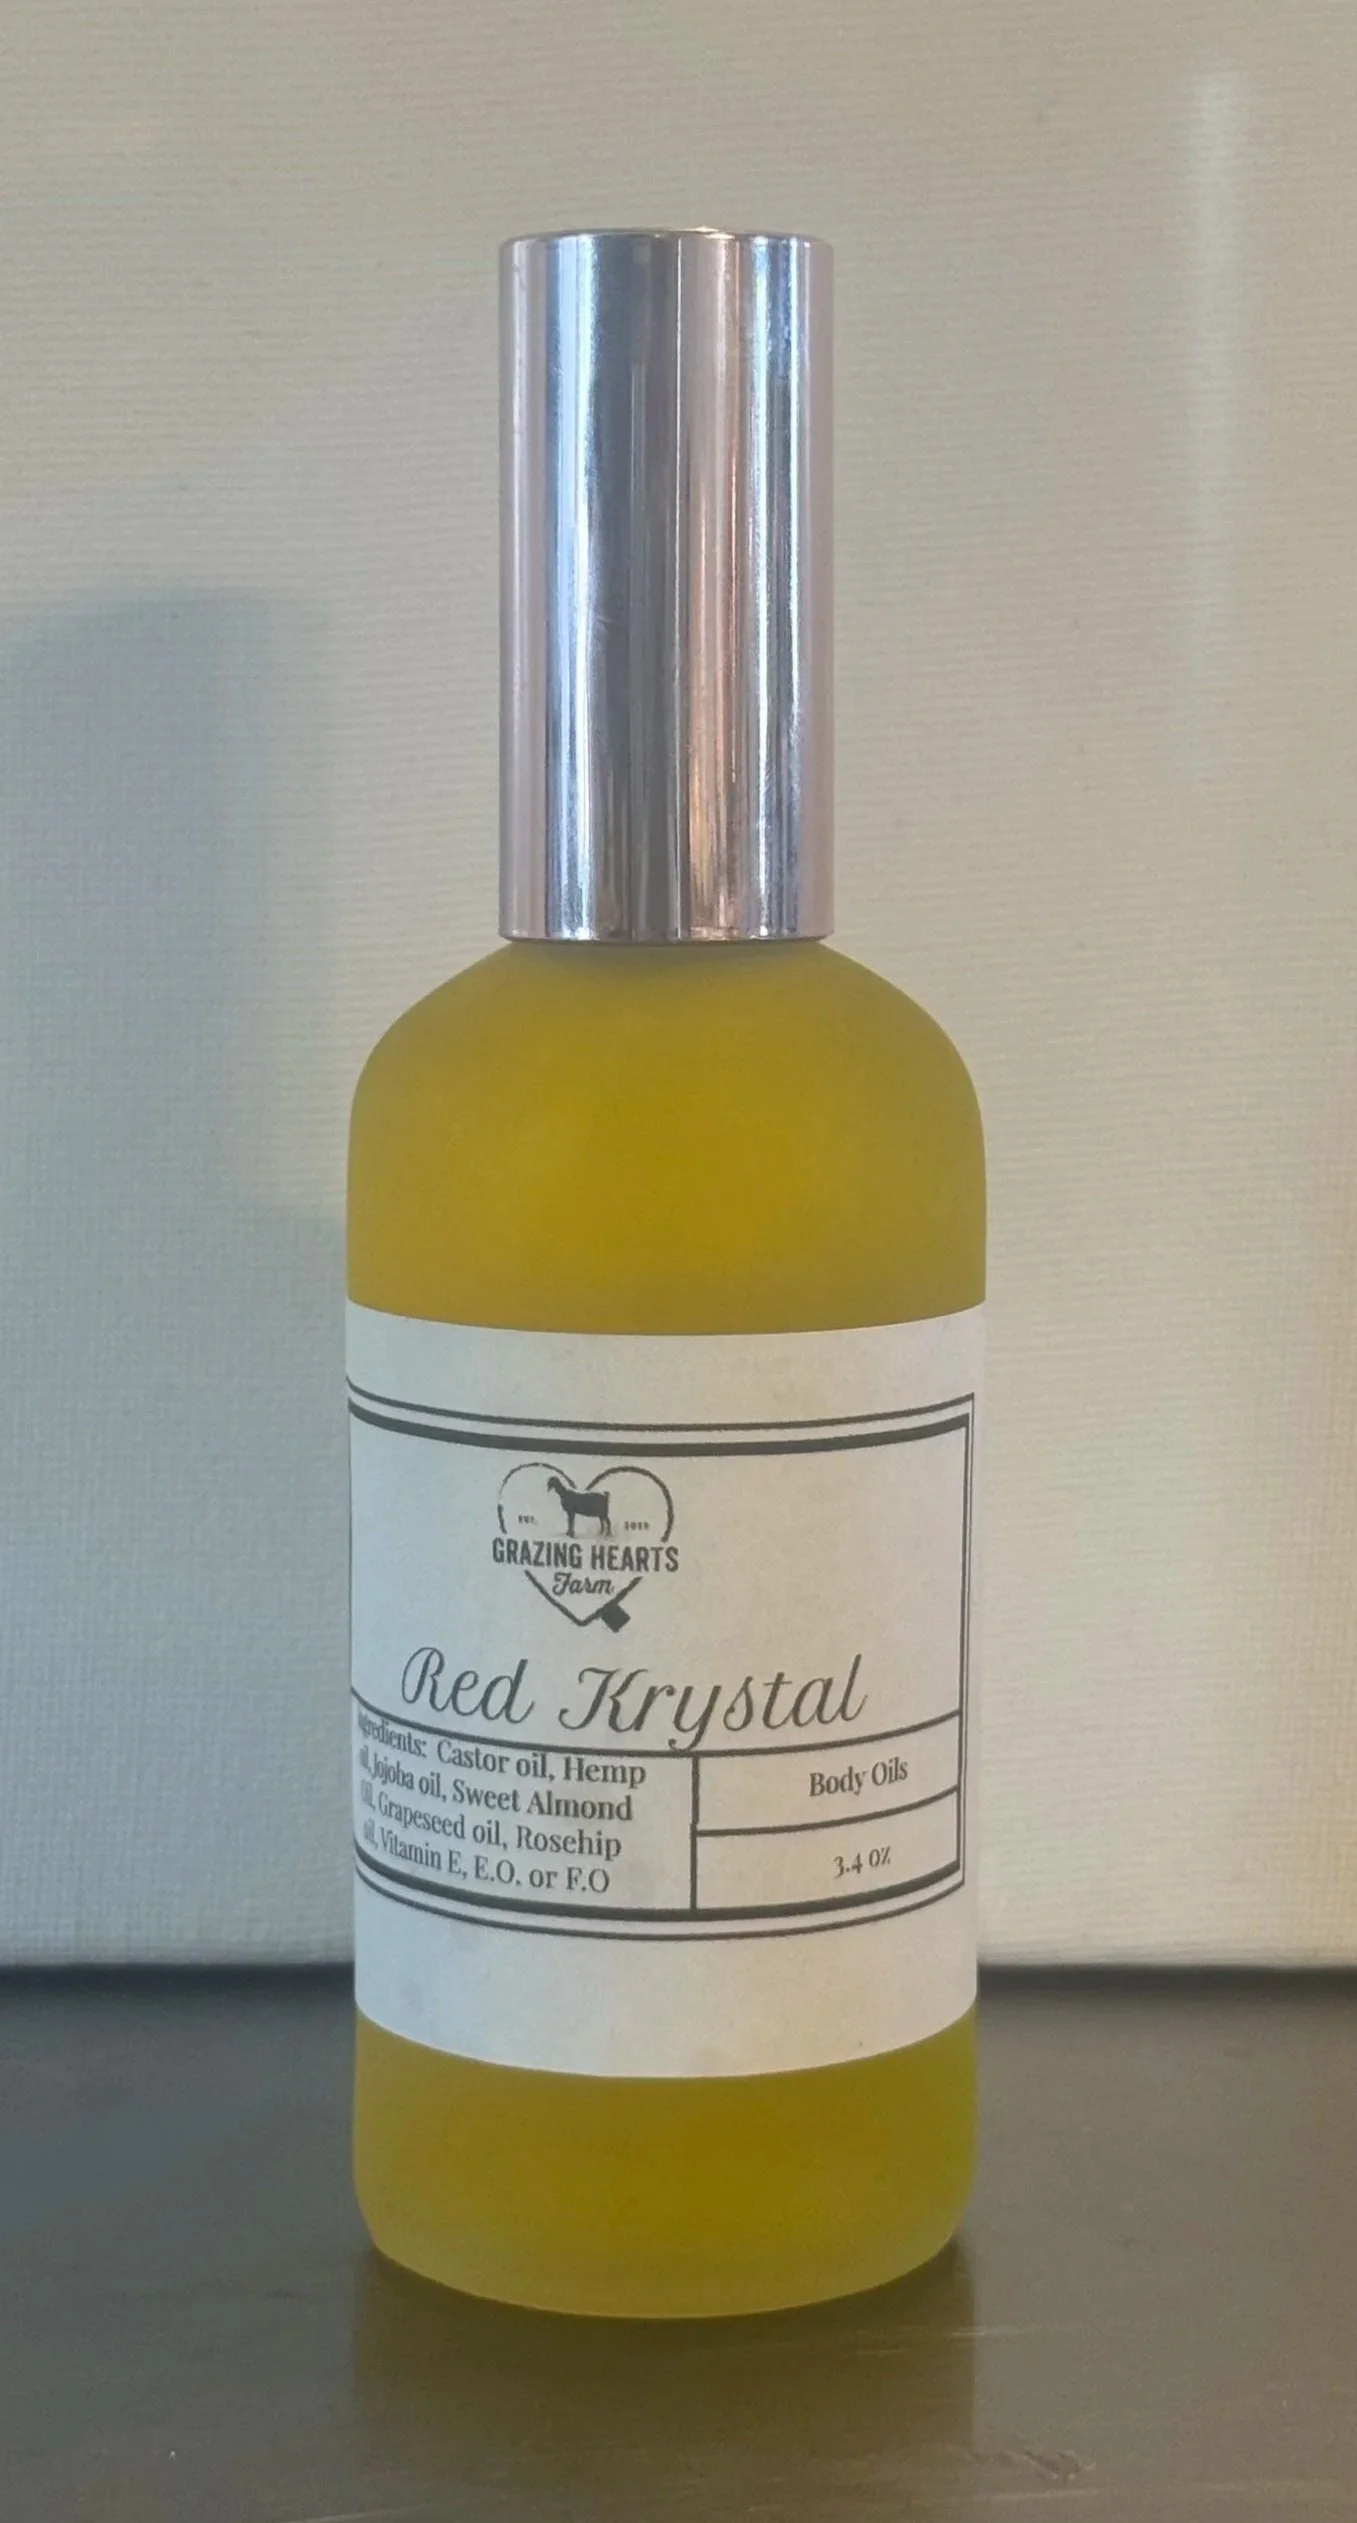 EST. 2019
GRAZING HEARTS
Farm
Red Krystal
ngredients: Castor oil, Hemp
oil, Jojoba oil, Sweet Almond
Oil, Grapeseed oil, Rosehip
oil, Vitamin E, E.O. or F.O
Body Oils
3.4 oz